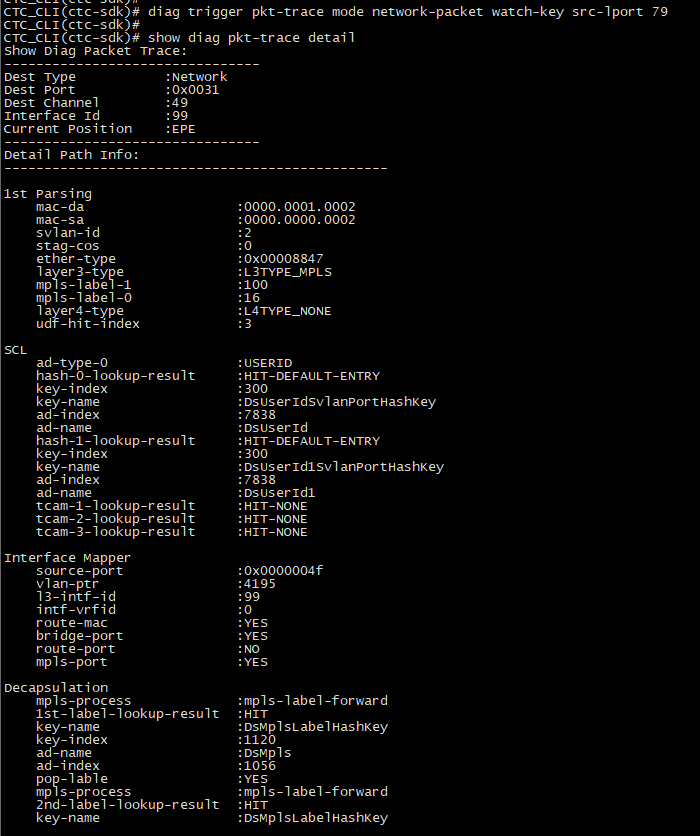 CTC_CLI(ctc-sdk)#
CTC_CLI(ctc-sdk)# diag trigger pkt-trace mode network-packet watch-key src-lport 79
CTC_CLI(ctc-sdk)#
CTC_CLI(ctc-sdk)# show diag pkt-trace detail
Show Diag Packet Trace:
--------------------------------
Dest Type :Network
Dest Port :0x0031
Dest Channel :49
Interface Id :99
Current Position :EPE
--------------------------------
Detail Path Info:
------------------------------------------------
1st Parsing
mac-da :0000.0001.0002
mac-sa :0000.0000.0002
svlan-id :2
stag-cos :0
ether-type :0x00008847
layer3-type :L3TYPE_MPLS
mpls-label-1 :100
mpls-label-0 :16
layer4-type :L4TYPE_NONE
udf-hit-index :3
SCL
ad-type-0 :USERID
hash-0-lookup-result :HIT-DEFAULT-ENTRY
key-index :300
key-name :DsUserIdSvlanPortHashKey
ad-index :7838
ad-name :DsUserId
hash-1-lookup-result :HIT-DEFAULT-ENTRY
key-index :300
key-name :DsUserId1SvlanPortHashKey
ad-index :7838
ad-name :DsUserId1
tcam-1-lookup-result :HIT-NONE
tcam-2-lookup-result :HIT-NONE
tcam-3-lookup-result :HIT-NONE
Interface Mapper
source-port :0x0000004f
vlan-ptr :4195
l3-intf-id :99
intf-vrfid :0
route-mac :YES
bridge-port :YES
route-port :NO
mpls-port :YES
Decapsulation
mpls-process :mpls-label-forward
1st-label-lookup-result :HIT
key-name :DsMplsLabelHashKey
key-index :1120
ad-name :DsMpls
ad-index :1056
pop-lable :YES
mpls-process :mpls-label-forward
2nd-label-lookup-result :HIT
key-name :DsMplsLabelHashKey